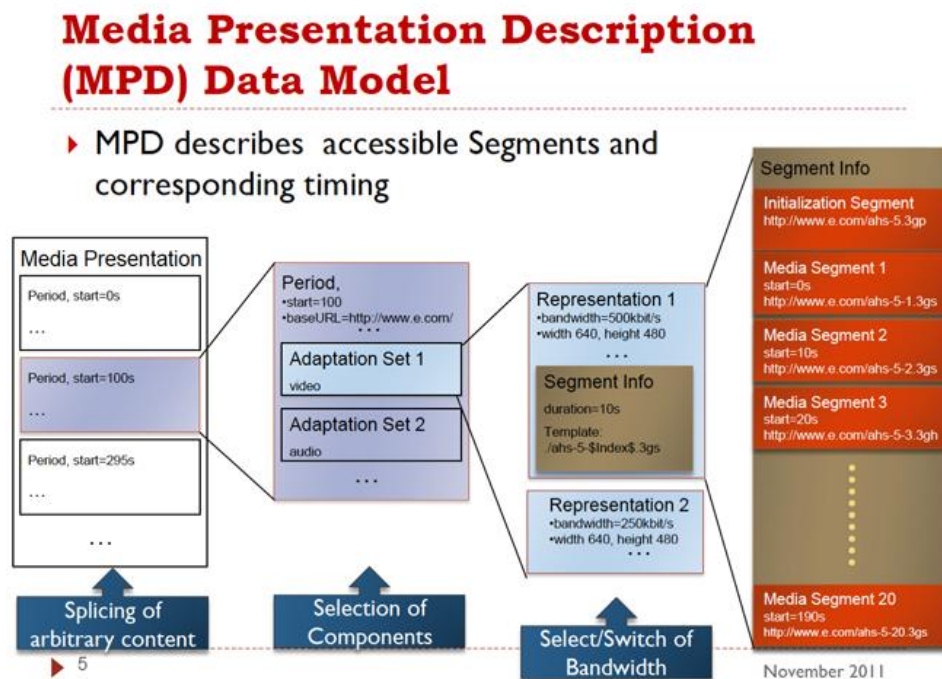 Media Presentation Description
(MPD) Data Model
MPD describes accessible Segments and
corresponding timing
Media Presentation
Period, start=0s
...
Period, start=100s
...
Period, start=295s
...
...
Splicing of
arbitrary content
Period,
•start=100
•baseURL=http://www.e.com/
...
Adaptation Set 1
video
Adaptation Set 2
audio
...
Selection of
Components
Representation 1
•bandwidth=500kbit/s
•width 640, height 480
...
Segment Info
duration=10s
Template:
./ahs-5-$Index$.3gs
Representation 2
•bandwidth=250kbit/s
•width 640, height 480
...
Select/Switch of
Bandwidth
Segment Info
Initialization Segment
http://www.e.com/ahs-5.3gp
Media Segment 1
start=0s
http://www.e.com/ahs-5-1.3gs
Media Segment 2
start=10s
http://www.e.com/ahs-5-2.3gs
Media Segment 3
start=20s
http://www.e.com/ahs-5-3.3gh
Media Segment 20
start=190s
http://www.e.com/ahs-5-20.3gs
5
November 2011